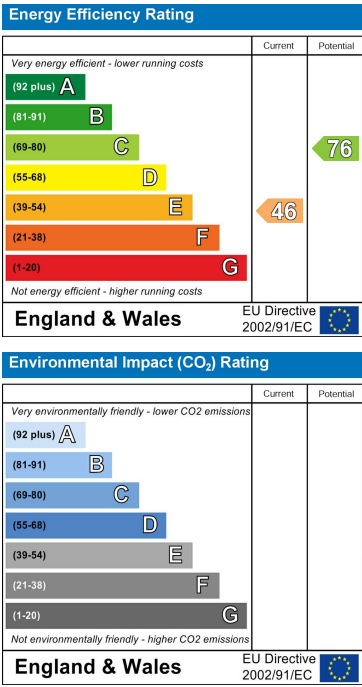 Energy Efficiency Rating
Current Potential
Very energy efficient - lower running costs
(92 plus) A
(81-91) B
(69-80) C
76
(55-68) D
(39-54) E
46
(21-38) F
(1-20) G
Not energy efficient - higher running costs
England & Wales
EU Directive
2002/91/EC
Environmental Impact (CO₂) Rating
Current Potential
Very environmentally friendly - lower CO2 emissions
(92 plus) A
(81-91) B
(69-80) C
(55-68) D
(39-54) E
(21-38) F
(1-20) G
Not environmentally friendly - higher CO2 emissions
England & Wales
EU Directive
2002/91/EC